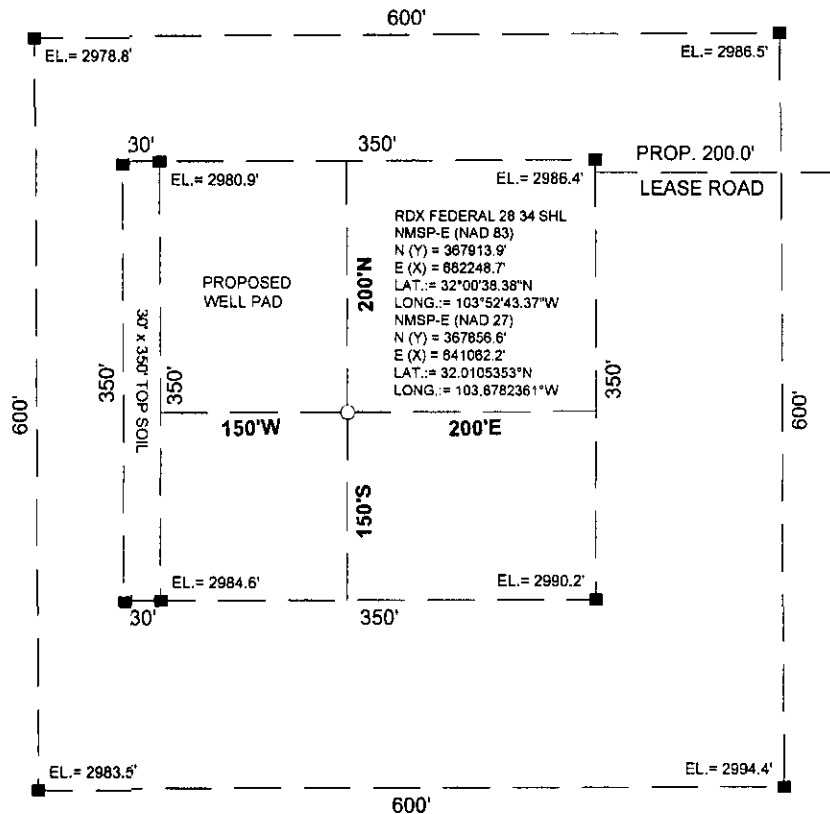 600'
EL.= 2978.8'
EL.= 2986.5'
30'
350'
PROP. 200.0'
LEASE ROAD
EL.= 2980.9'
EL.= 2986.4'
RDX FEDERAL 28 34 SHL
NMSP-E (NAD 83)
N (Y) = 367913.9'
E (X) = 682248.7'
LAT.:= 32°00'38.38"N
LONG.:= 103°52'43.37"W
NMSP-E (NAD 27)
N (Y) = 367856.6'
E (X) = 641062.2'
LAT.:= 32.0105353°N
LONG.:= 103.8782361°W
PROPOSED
WELL PAD
200'N
30' x 350' TOP SOIL
350'
350'
350'
600'
600'
150'W
200'E
150'S
EL.= 2984.6'
EL.= 2990.2'
30'
350'
EL.= 2983.5'
EL.= 2994.4'
600'